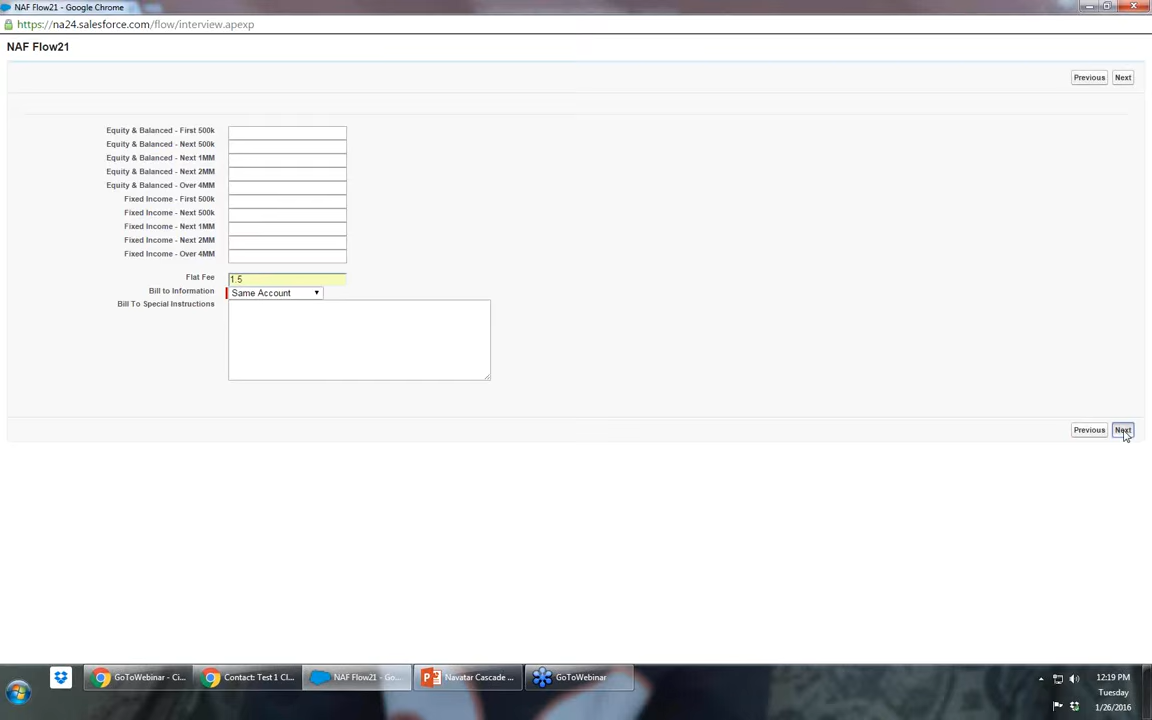 NAF Flow21 - Google Chrome
https://na24.salesforce.com/flow/interview.apexp
NAF Flow21
Previous Next
Equity & Balanced - First 500k
Equity & Balanced - Next 500k
Equity & Balanced - Next 1MM
Equity & Balanced - Next 2MM
Equity & Balanced - Over 4MM
Fixed Income - First 500k
Fixed Income - Next 500k
Fixed Income - Next 1MM
Fixed Income - Next 2MM
Fixed Income - Over 4MM
Flat Fee 1.5
Bill to Information Same Account
Bill To Special Instructions
Previous Next
GoToWebinar - Ci... Contact: Test 1 Cl... NAF Flow21 - Go... Navatar Cascade ... GoToWebinar
12:19 PM
Tuesday
1/26/2016